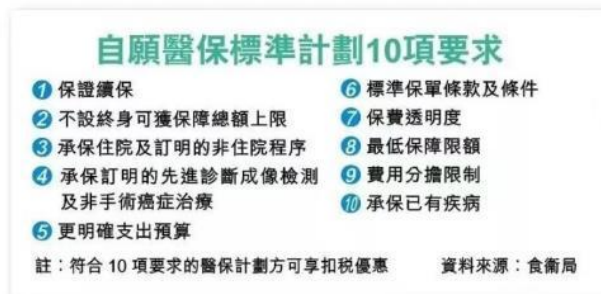 自願醫保標準計劃10項要求
1 保證續保
2 不設終身可獲保障總額上限
3 承保住院及訂明的非住院程序
4 承保訂明的先進診斷成像檢測
及非手術癌症治療
5 更明確支出預算
6 標準保單條款及條件
7 保費透明度
8 最低保障限額
9 費用分擔限制
10 承保已有疾病
註：符合 10 項要求的醫保計劃方可享扣稅優惠
資料來源：食衞局